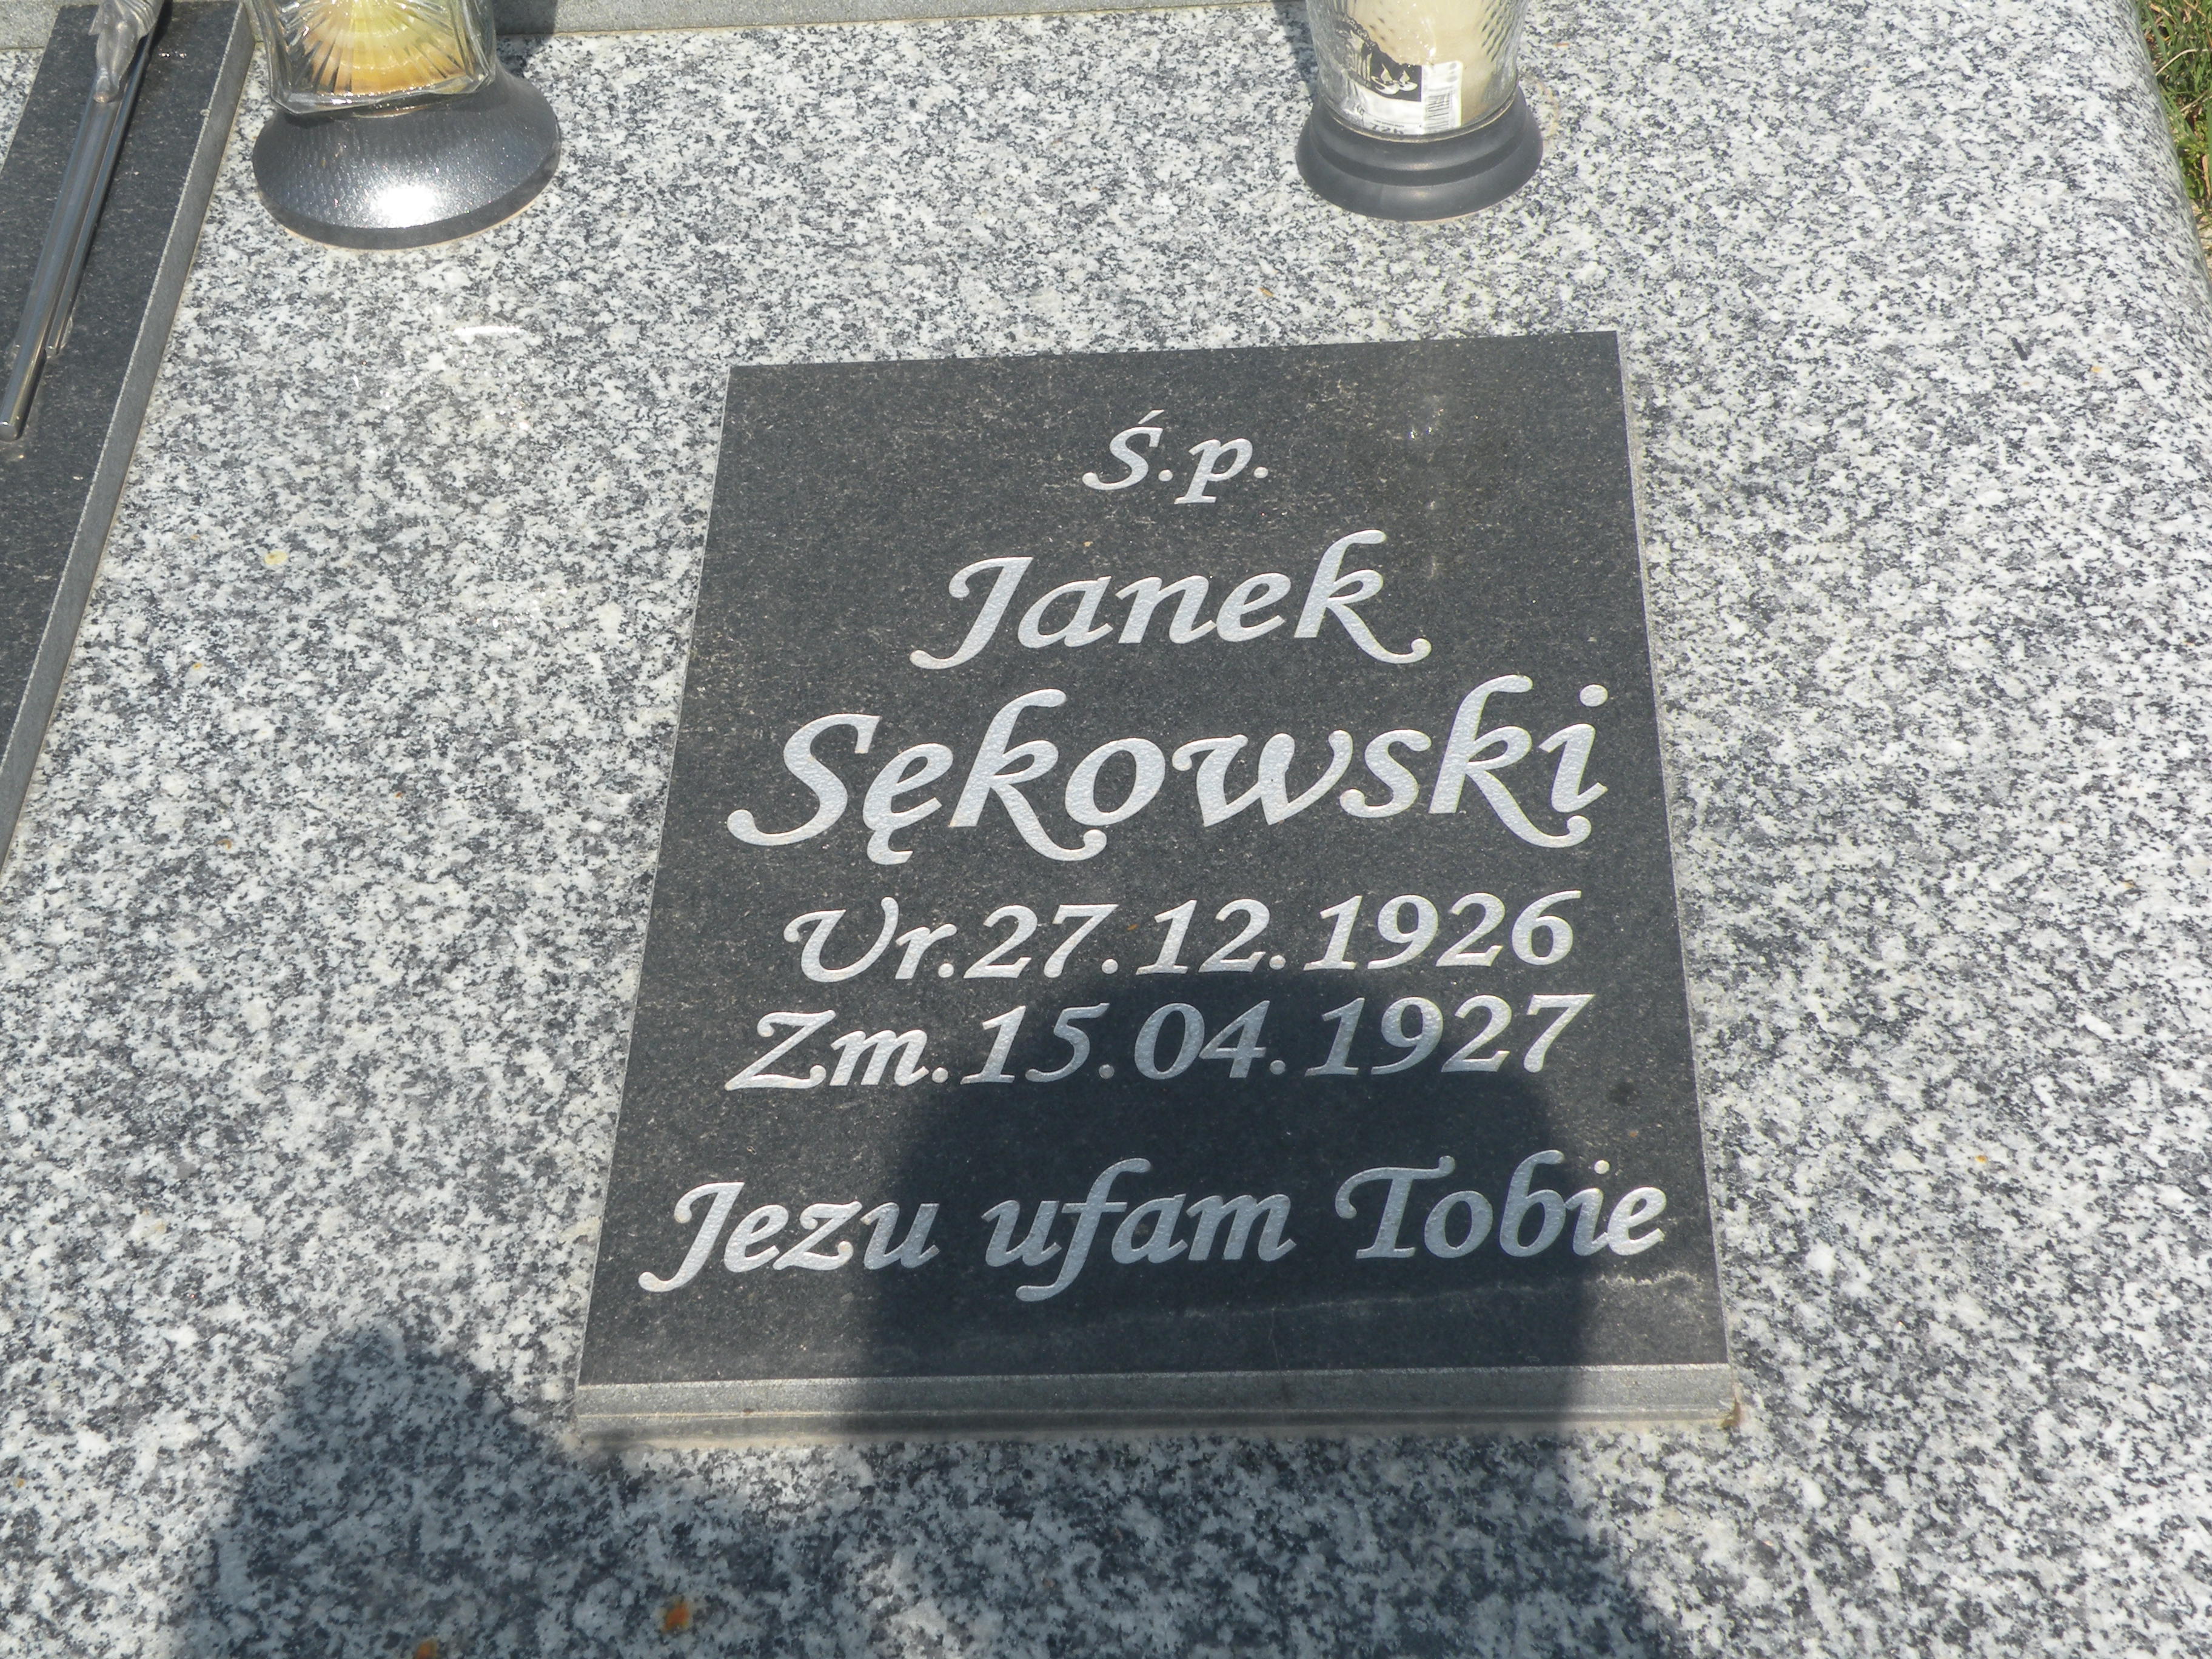 ś.p.
Janek
Sękowski
Ur.27.12.1926
Zm.15.04.1927
Jezu ufam Tobie